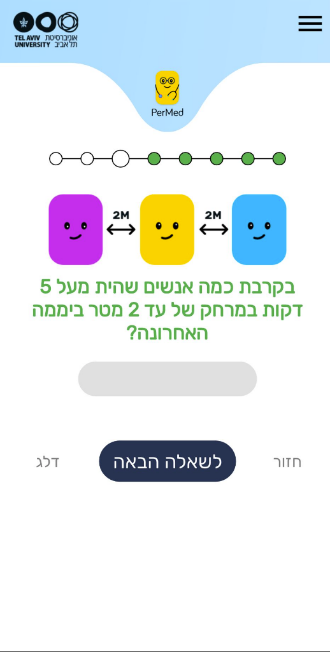 TEL AVIV אוניברסיטת
UNIVERSITY תל אביב
PerMed
2M 2M
בקרבת כמה אנשים שהית מעל 5
דקות במרחק של עד 2 מטר ביממה
האחרונה?
חזור לשאלה הבאה דלג